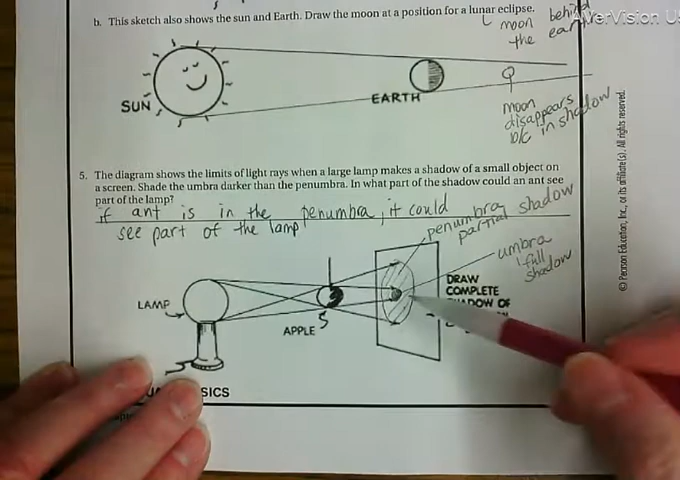 b. This sketch also shows the sun and Earth. Draw the moon at a position for a lunar eclipse.
AVerVision
moon behind
the earth
SUN
EARTH
moon
disappears
b/c in shadow
5. The diagram shows the limits of light rays when a large lamp makes a shadow of a small object on
a screen. Shade the umbra darker than the penumbra. In what part of the shadow could an ant see
part of the lamp?
if ant is in the penumbra, it could
see part of the lamp
penumbra
partial shadow
umbra
full
shadow
LAMP
APPLE
DRAW
COMPLETE
OF
SICS
© Pearson Education, Inc., or its affiliate(s). All rights reserved.